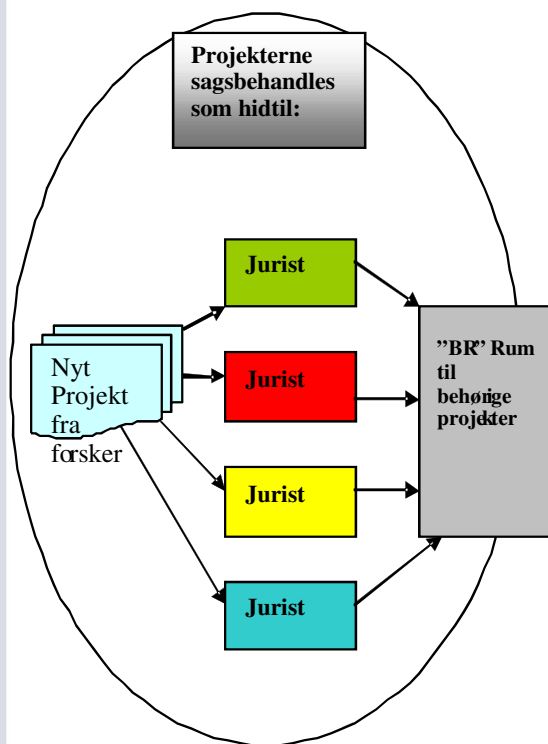 Projekterne
sagsbehandles
som hidtil:
Jurist
Nyt
Projekt
fra
forsker
Jurist
”BR” Rum
til
behørige
projekter
Jurist
Jurist